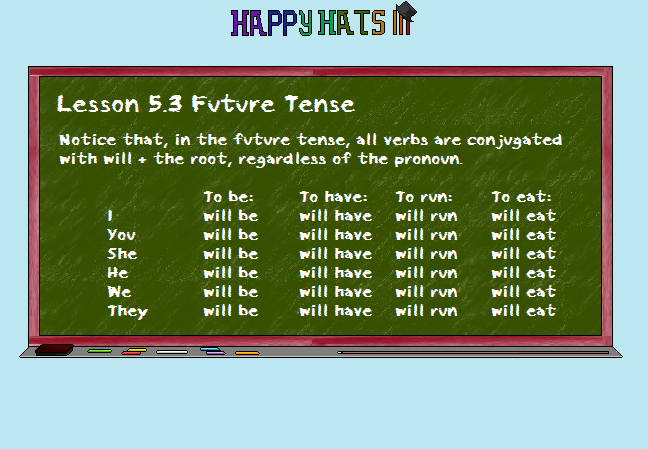 HAPPY HATS III
Lesson 5.3 Future Tense
Notice that, in the future tense, all verbs are conjugated
with will + the root, regardless of the pronoun.
To be: To have: To run: To eat:
I will be will have will run will eat
You will be will have will run will eat
She will be will have will run will eat
He will be will have will run will eat
We will be will have will run will eat
They will be will have will run will eat